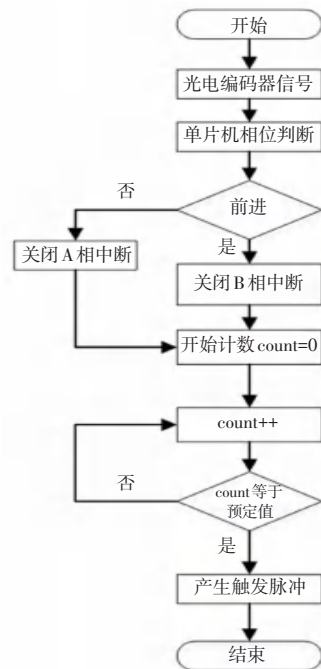 开始
光电编码器信号
单片机相位判断
否
前进
是
关闭A相中断
关闭B相中断
开始计数count=0
count++
否
count等于
预定值
是
产生触发脉冲
结束